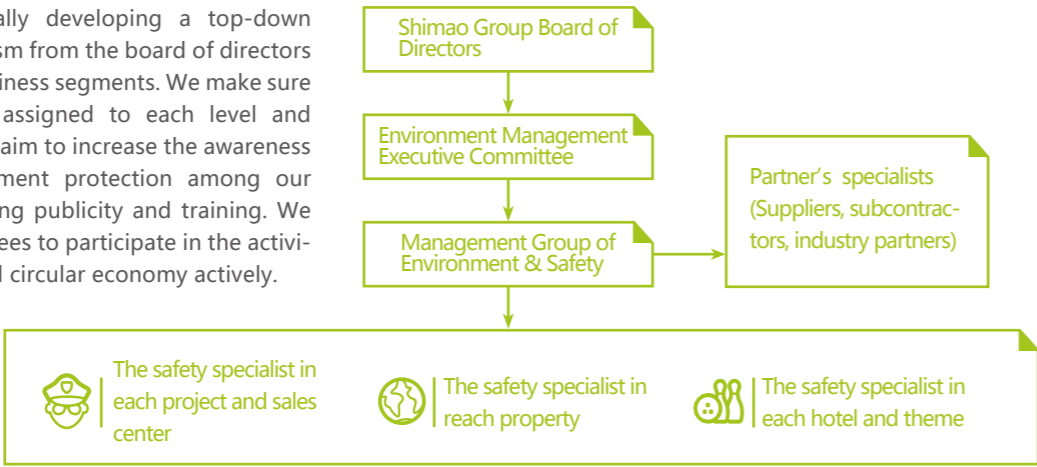 ally developing a top-down
sm from the board of directors
iness segments. We make sure
assigned to each level and
aim to increase the awareness
ment protection among our
ng publicity and training. We
ees to participate in the activi-
d circular economy actively.
Shimao Group Board of
Directors
Environment Management
Executive Committee
Management Group of
Environment & Safety
Partner's specialists
(Suppliers, subcontrac-
tors, industry partners)
The safety specialist in
each project and sales
center
The safety specialist in
reach property
The safety specialist in
each hotel and theme